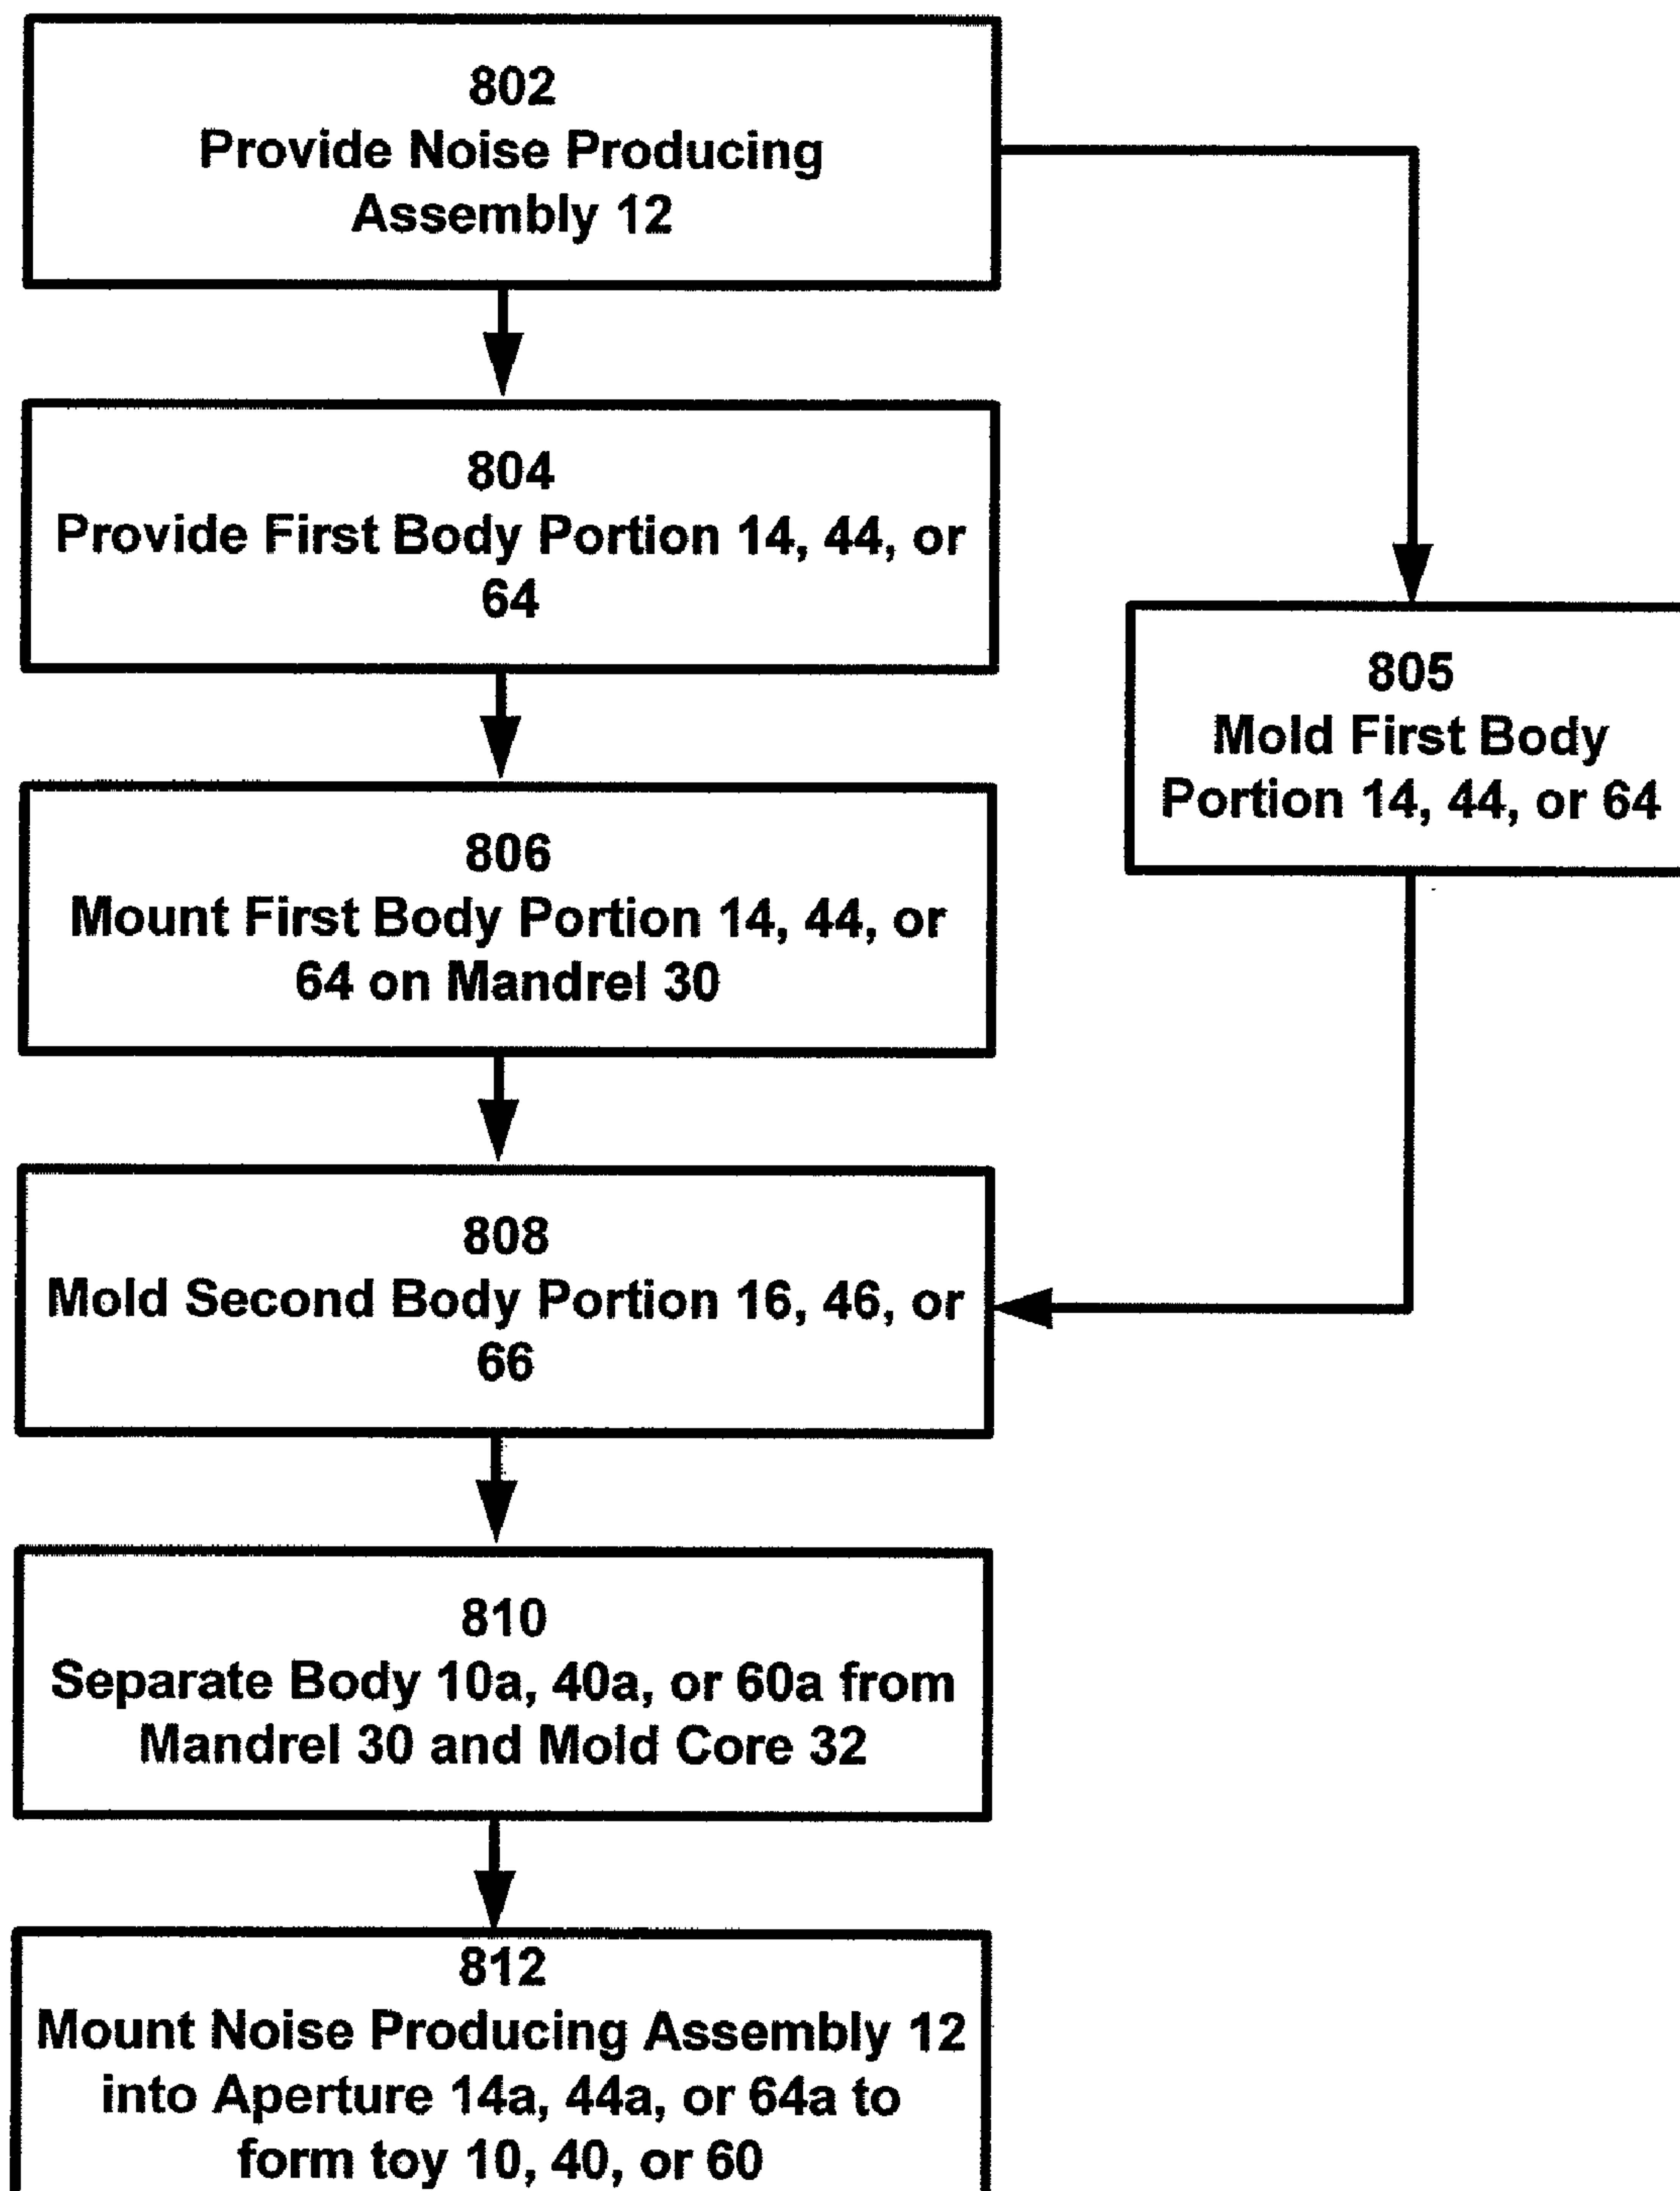 802
Provide Noise Producing
Assembly 12
804
Provide First Body Portion 14, 44, or
64
805
Mold First Body
Portion 14, 44, or 64
806
Mount First Body Portion 14, 44, or
64 on Mandrel 30
808
Mold Second Body Portion 16, 46, or
66
810
Separate Body 10a, 40a, or 60a from
Mandrel 30 and Mold Core 32
812
Mount Noise Producing Assembly 12
into Aperture 14a, 44a, or 64a to
form toy 10, 40, or 60